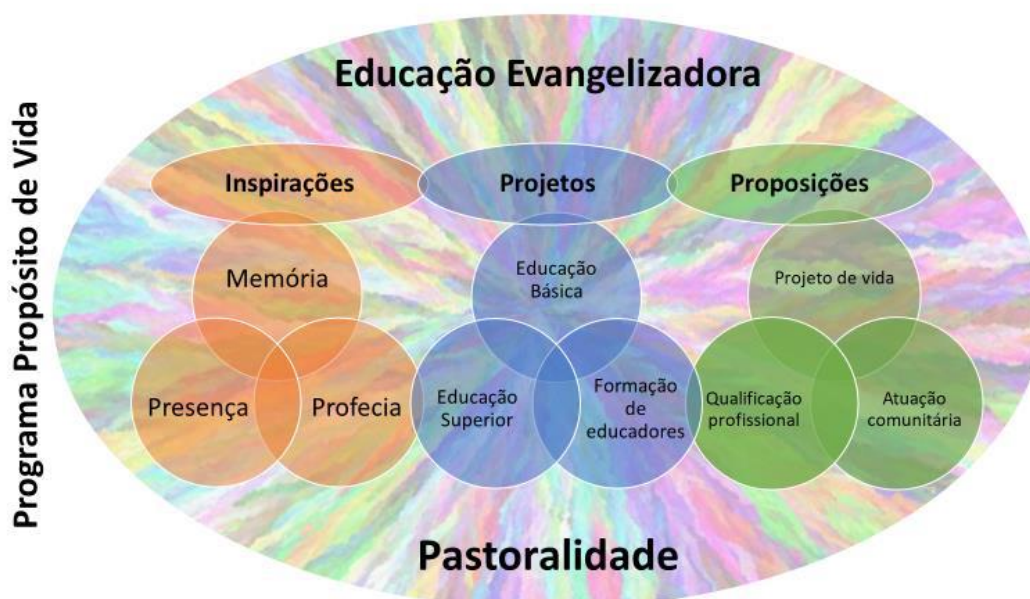 Programa Propósito de Vida
Educação Evangelizadora
Inspirações
Projetos
Proposições
Memória
Presença
Profecia
Educação
Básica
Educação
Superior
Formação
de
educadores
Projeto de vida
Qualificação
profissional
Atuação
comunitária
Pastoralidade